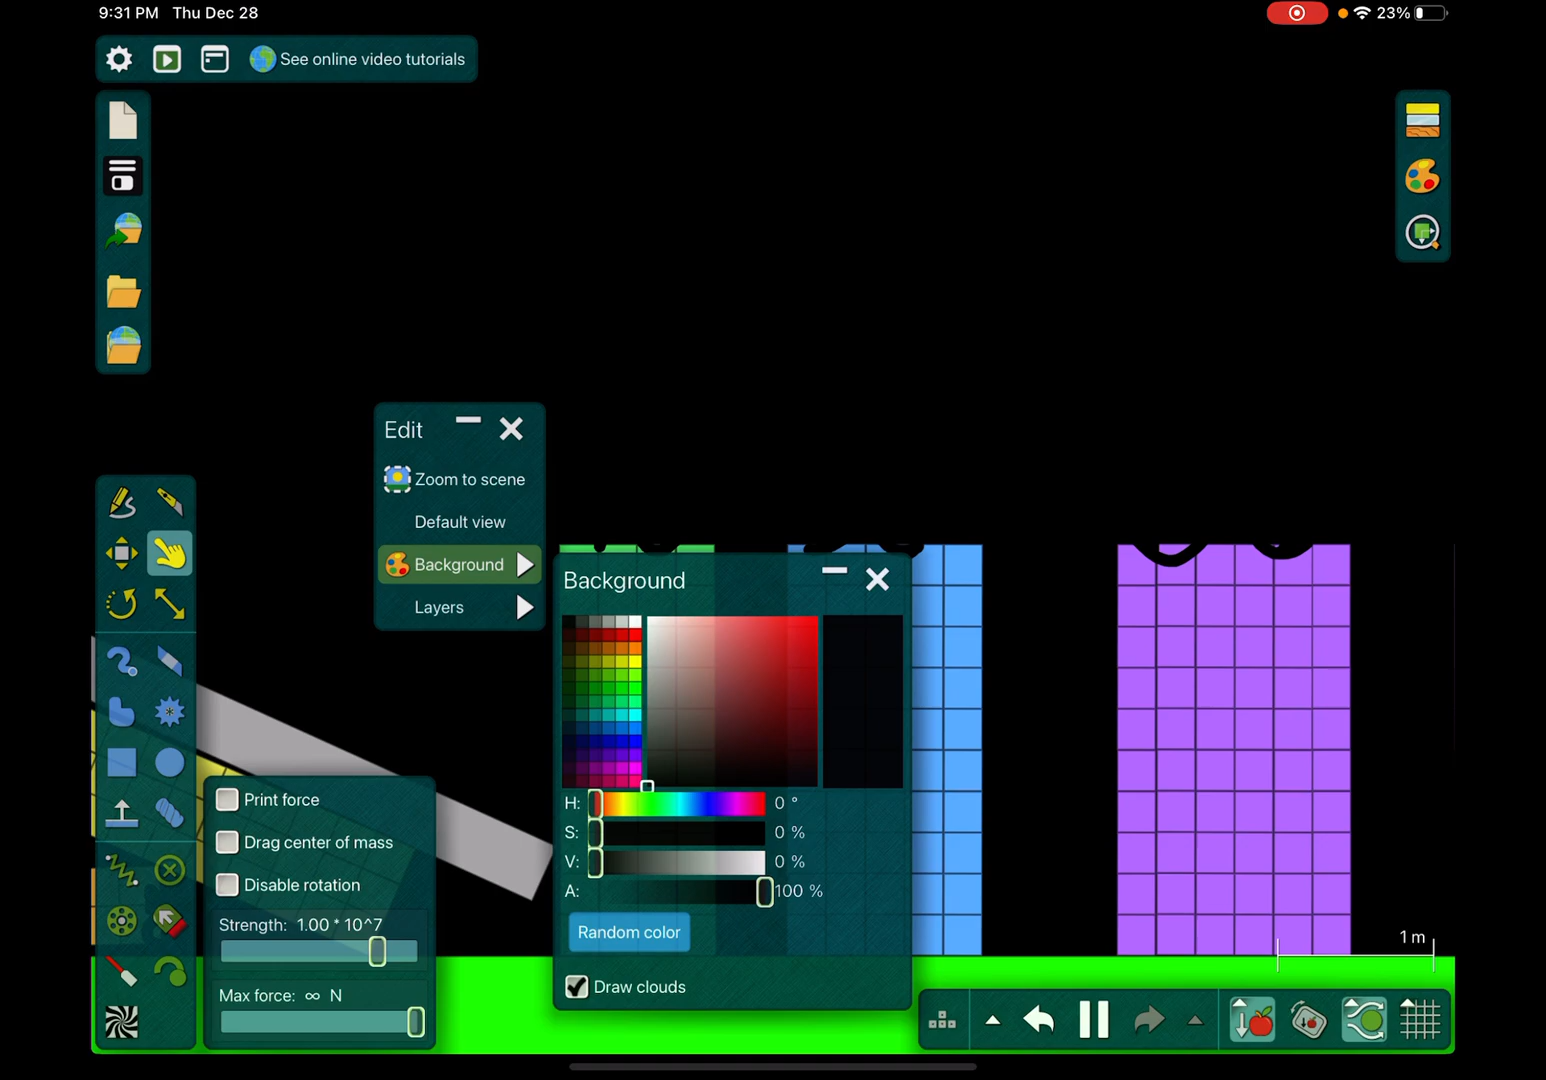 9:31 PM Thu Dec 28
23%
See online video tutorials
Edit
Zoom to scene
Default view
Background
Layers
Background
H: 0 °
S: 0 %
V: 0 %
A: 100 %
Random color
Draw clouds
Print force
Drag center of mass
Disable rotation
Strength: 1.00 * 10^7
Max force: ∞ N
1 m